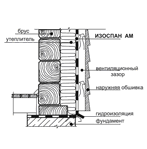 брус
утеплитель
ИЗОСПАН АМ
вентиляционный
зазор
наружная обшивка
гидроизоляция
фундамент